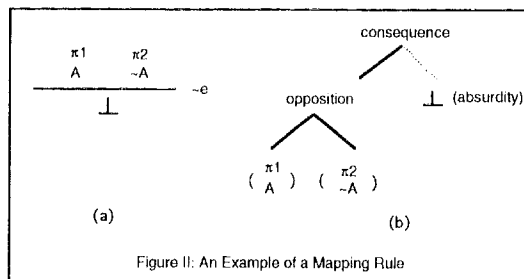 consequence
π1 π2
A ~A
~e
⊥
opposition
⊥ (absurdity)
( π1 ) ( π2 )
A ~A
(a)
(b)
Figure II: An Example of a Mapping Rule